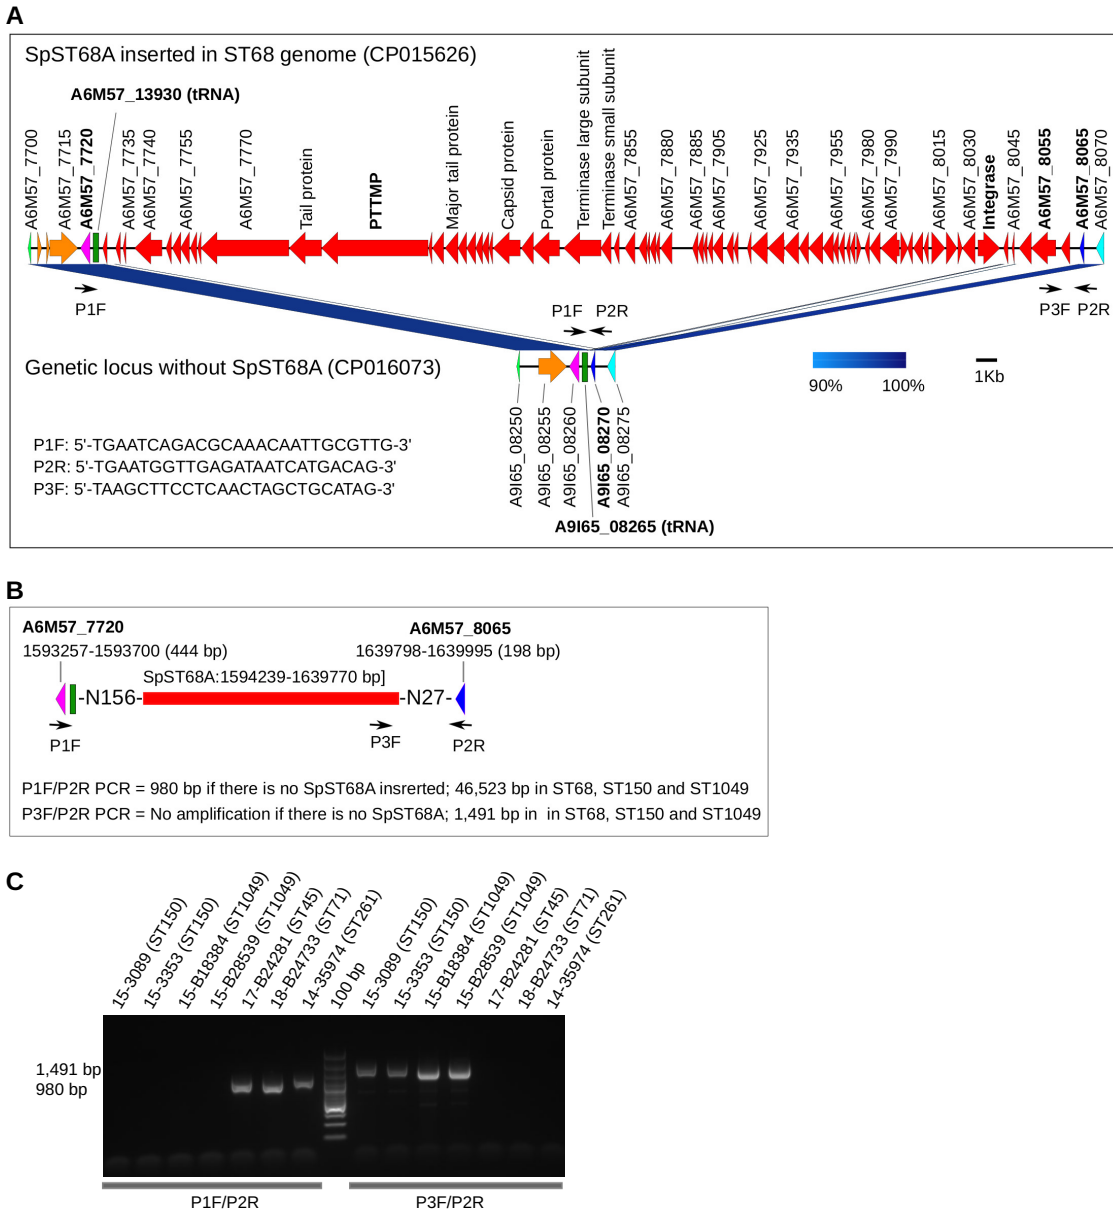 A
SpST68A inserted in ST68 genome (CP015626)
A6M57_13930 (tRNA)
A6M57_7700
A6M57_7715
A6M57_7720
A6M57_7735
A6M57_7740
A6M57_7755
A6M57_7770
Tail protein
PTTMP
Major tail protein
Capsid protein
Portal protein
Terminase large subunit
Terminase small subunit
A6M57_7855
A6M57_7880
A6M57_7885
A6M57_7905
A6M57_7925
A6M57_7935
A6M57_7955
A6M57_7980
A6M57_7990
A6M57_8015
A6M57_8030
Integrase
A6M57_8045
A6M57_8055
A6M57_8065
A6M57_8070
P1F
P1F
P2R
P3F
P2R
Genetic locus without SpST68A (CP016073)
90%
100%
1Kb
A9I65_08250
A9I65_08255
A9I65_08260
A9I65_08270
A9I65_08275
A9I65_08265 (tRNA)
P1F: 5'-TGAATCAGACGCAAACAATTGCGTTG-3'
P2R: 5'-TGAATGGTTGAGATAATCATGACAG-3'
P3F: 5'-TAAGCTTCCTCAACTAGCTGCATAG-3'
B
A6M57_7720
A6M57_8065
1593257-1593700 (444 bp)
1639798-1639995 (198 bp)
SpST68A:1594239-1639770 bp]
-N156-
-N27-
P1F
P3F
P2R
P1F/P2R PCR = 980 bp if there is no SpST68A insrerted; 46,523 bp in ST68, ST150 and ST1049
P3F/P2R PCR = No amplification if there is no SpST68A; 1,491 bp in  in ST68, ST150 and ST1049
C
15-3089 (ST150)
15-3353 (ST150)
15-B18384 (ST1049)
15-B28539 (ST1049)
17-B24281 (ST45)
18-B24733 (ST71)
14-35974 (ST261)
100 bp
15-3089 (ST150)
15-3353 (ST150)
15-B18384 (ST1049)
15-B28539 (ST1049)
17-B24281 (ST45)
18-B24733 (ST71)
14-35974 (ST261)
1,491 bp
980 bp
P1F/P2R
P3F/P2R